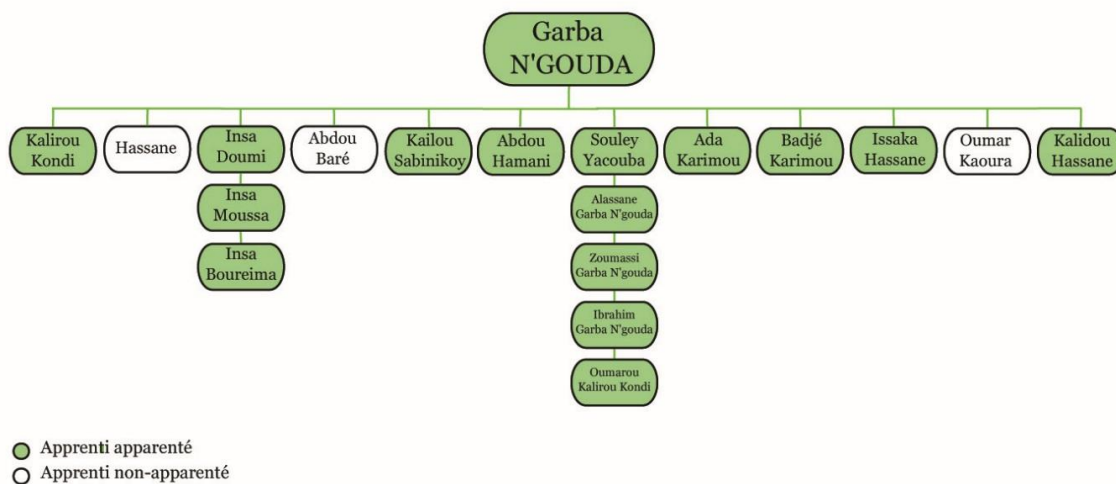 Garba
N'GOUDA
Kalirou
Kondi
Hassane
Insa
Doumi
Abdou
Baré
Kailou
Sabinikoy
Abdou
Hamani
Souley
Yacouba
Ada
Karimou
Badjé
Karimou
Issaka
Hassane
Oumar
Kaoura
Kalidou
Hassane
Insa
Moussa
Insa
Boureima
Alassane
Garba N'gouda
Zoumassi
Garba N'gouda
Ibrahim
Garba N'gouda
Oumarou
Kalirou Kondi
Apprenti apparenté
Apprenti non-apparenté